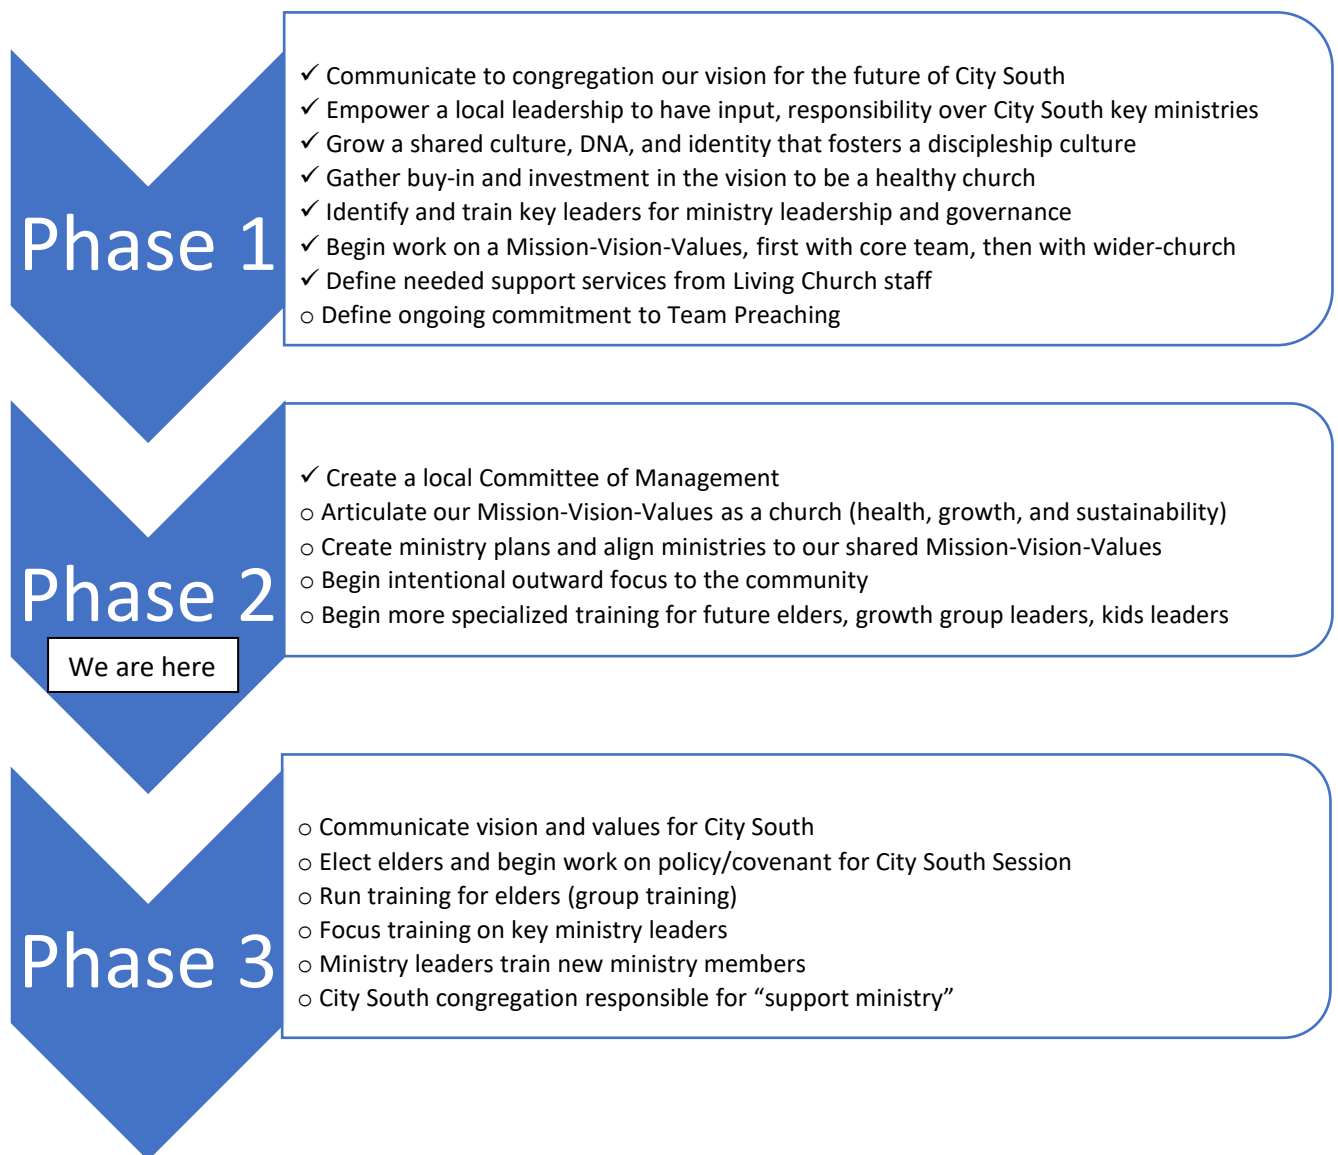 Phase 1
✓ Communicate to congregation our vision for the future of City South
✓ Empower a local leadership to have input, responsibility over City South key ministries
✓ Grow a shared culture, DNA, and identity that fosters a discipleship culture
✓ Gather buy-in and investment in the vision to be a healthy church
✓ Identify and train key leaders for ministry leadership and governance
✓ Begin work on a Mission-Vision-Values, first with core team, then with wider-church
✓ Define needed support services from Living Church staff
o Define ongoing commitment to Team Preaching
Phase 2
We are here
✓ Create a local Committee of Management
o Articulate our Mission-Vision-Values as a church (health, growth, and sustainability)
o Create ministry plans and align ministries to our shared Mission-Vision-Values
o Begin intentional outward focus to the community
o Begin more specialized training for future elders, growth group leaders, kids leaders
Phase 3
o Communicate vision and values for City South
o Elect elders and begin work on policy/covenant for City South Session
o Run training for elders (group training)
o Focus training on key ministry leaders
o Ministry leaders train new ministry members
o City South congregation responsible for “support ministry”